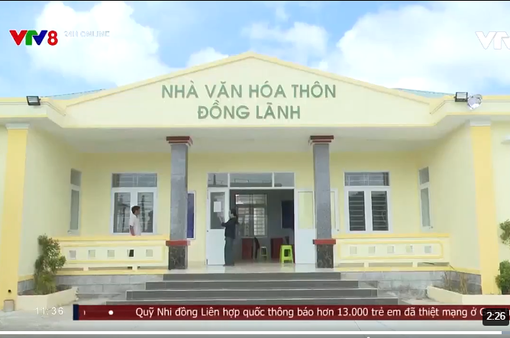 VTV8
VTV
NHÀ VĂN HÓA THÔN
ĐỒNG LÃNH
11:36
Quỹ Nhi đồng Liên hợp quốc thông báo hơn 13.000 trẻ em đã thiệt mạng ở
2:26